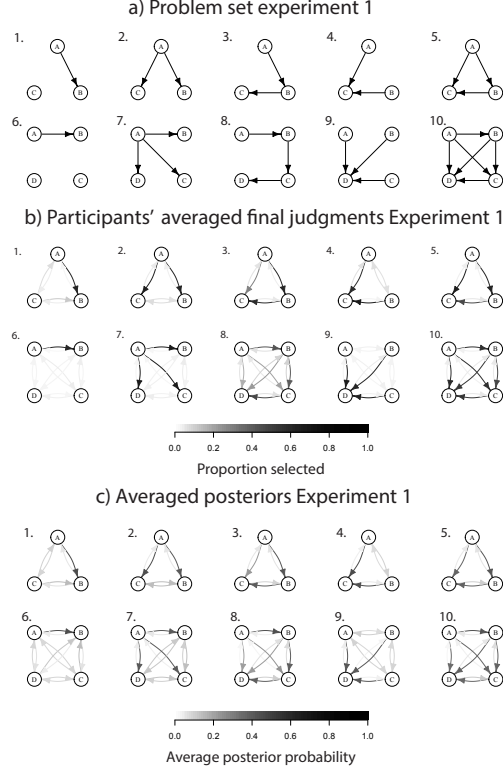 a) Problem set experiment 1
1. 2. 3. 4. 5.
A A A A A
C B C B C B C B C B
6. 7. 8. 9. 10.
A B A B A B A B A B
D C D C D C D C D C
b) Participants' averaged final judgments Experiment 1
1. 2. 3. 4. 5.
A A A A A
C B C B C B C B C B
6. 7. 8. 9. 10.
A B A B A B A B A B
D C D C D C D C D C
0.0 0.2 0.4 0.6 0.8 1.0
Proportion selected
c) Averaged posteriors Experiment 1
1. 2. 3. 4. 5.
A A A A A
C B C B C B C B C B
6. 7. 8. 9. 10.
A B A B A B A B A B
D C D C D C D C D C
0.0 0.2 0.4 0.6 0.8 1.0
Average posterior probability